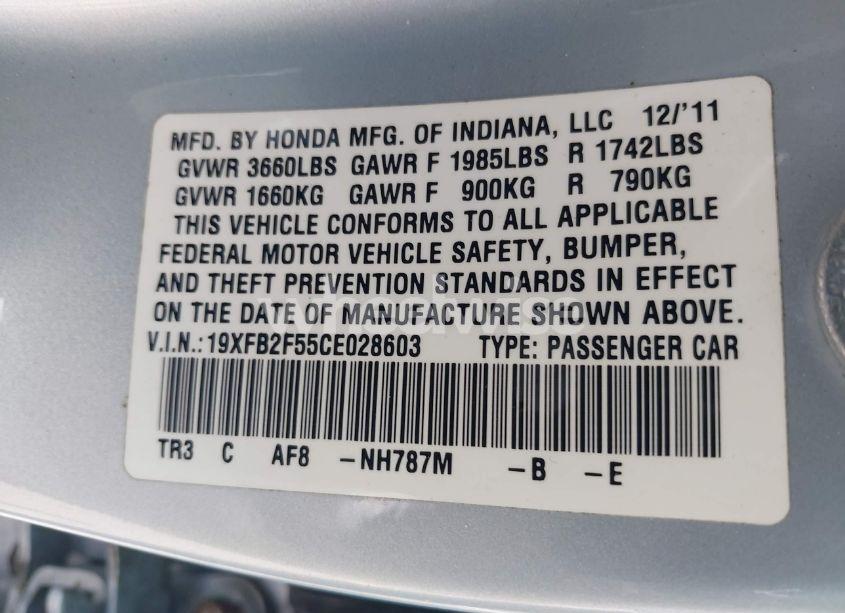 MFD. BY HONDA MFG. OF INDIANA, LLC 12/'11
GVWR 3660LBS GAWR F 1985LBS R 1742LBS
GVWR 1660KG GAWR F 900KG R 790KG
THIS VEHICLE CONFORMS TO ALL APPLICABLE
FEDERAL MOTOR VEHICLE SAFETY, BUMPER,
AND THEFT PREVENTION STANDARDS IN EFFECT
ON THE DATE OF MANUFACTURE SHOWN ABOVE.
V.I.N.:19XFB2F55CE028603 TYPE: PASSENGER CAR
TR3 C AF8 -NH787M -B -E